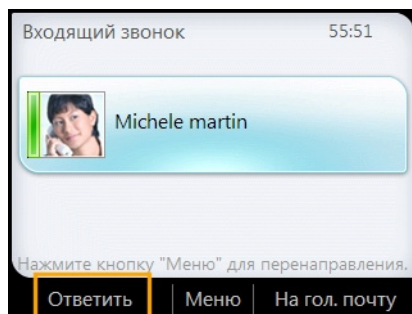 Входящий звонок 55:51
Michele martin
Нажмите кнопку "Меню" для перенаправления.
Ответить Меню На гол. почту